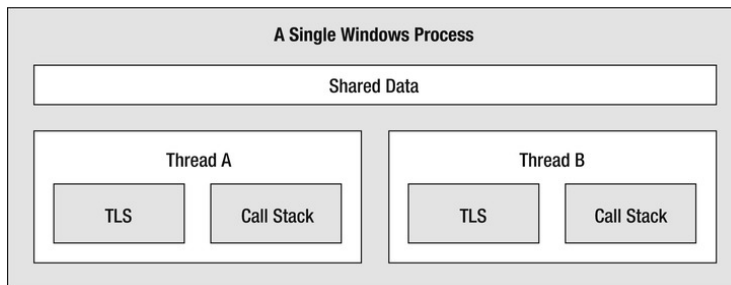 A Single Windows Process
Shared Data
Thread A
Thread B
TLS
Call Stack
TLS
Call Stack